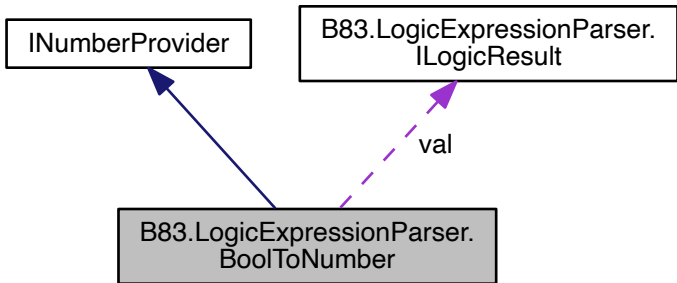 INumberProvider
B83.LogicExpressionParser.
ILogicResult
val
B83.LogicExpressionParser.
BoolToNumber